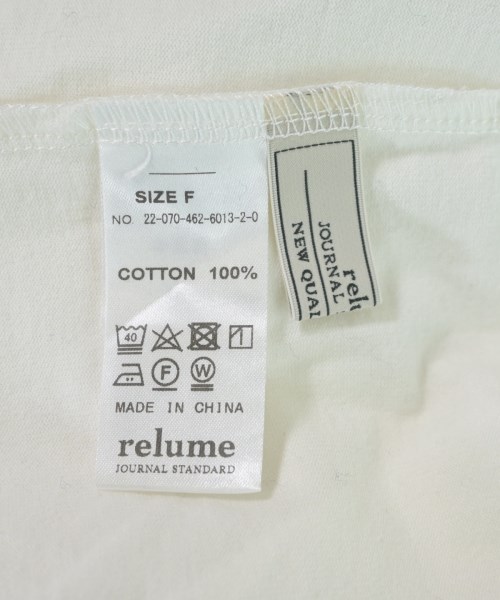 SIZE F
NO. 22-070-462-6013-2-0
COTTON 100%
40
F
W
MADE IN CHINA
relume
JOURNAL STANDARD
JOURNAL
NEW